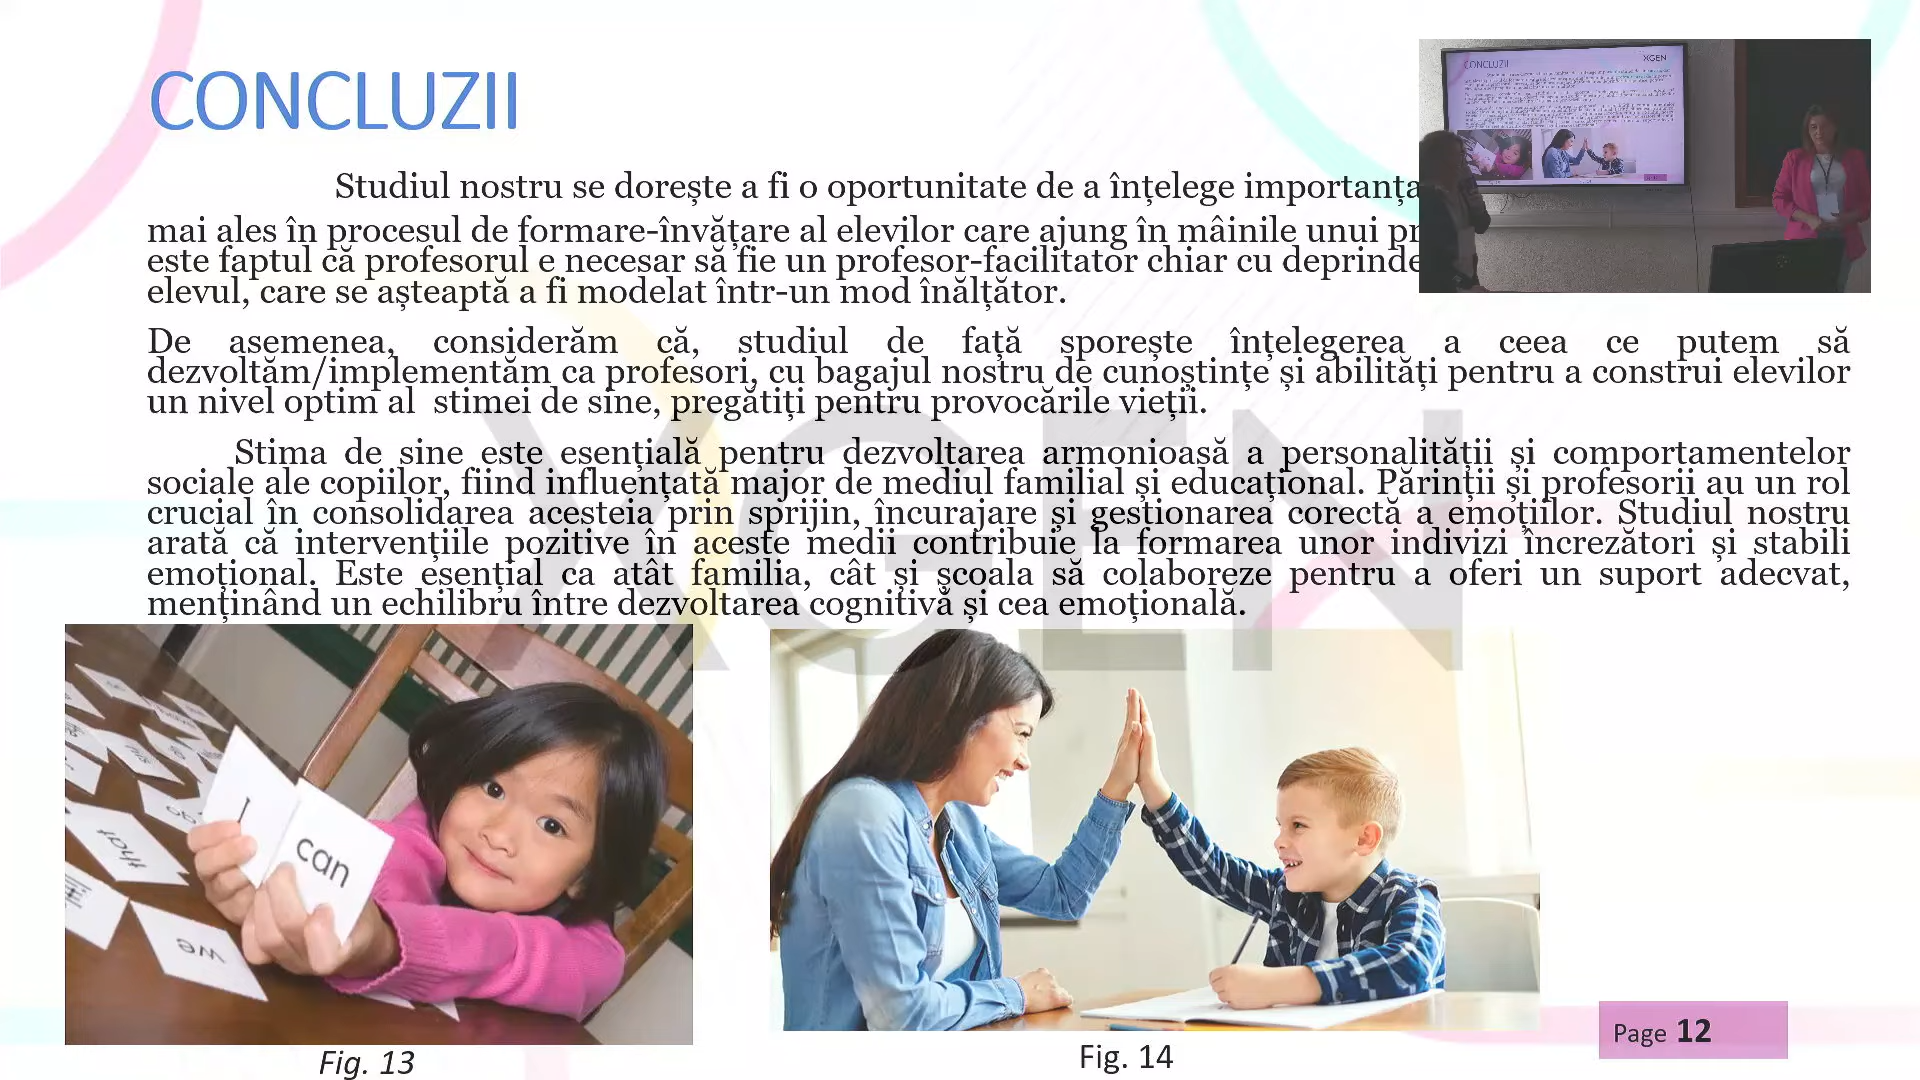 CONCLUZII
XGEN
CONCLUZII
Studiul nostru se dorește a fi o oportunitate de a înțelege importanța
mai ales în procesul de formare-învățare al elevilor care ajung în mâinile unui
este faptul că profesorul e necesar să fie un profesor-facilitator chiar cu
elevul, care se așteaptă a fi modelat într-un mod înălțător.
De asemenea, considerăm că, studiul de față sporește înțelegerea a ceea ce putem să
dezvoltăm/implementăm ca profesori, cu bagajul nostru de cunoștințe și abilități pentru a construi elevilor
un nivel optim al stimei de sine, pregătiți pentru provocările vieții.
Stima de sine este esențială pentru dezvoltarea armonioasă a personalității și comportamentelor
sociale ale copiilor, fiind influențată major de mediul familial și educațional. Părinții și profesorii au un rol
crucial în consolidarea acesteia prin sprijin, încurajare și gestionarea corectă a emoțiilor. Studiul nostru
arată că intervențiile pozitive în aceste medii contribuie la formarea unor indivizi încrezători și stabili
emoțional. Este esențial ca atât familia, cât și școala să colaboreze pentru a oferi un suport adecvat,
menținând un echilibru între dezvoltarea cognitivă și cea emoțională.
XGEN
I
can
that
we
Fig. 13
Fig. 14
Page 12